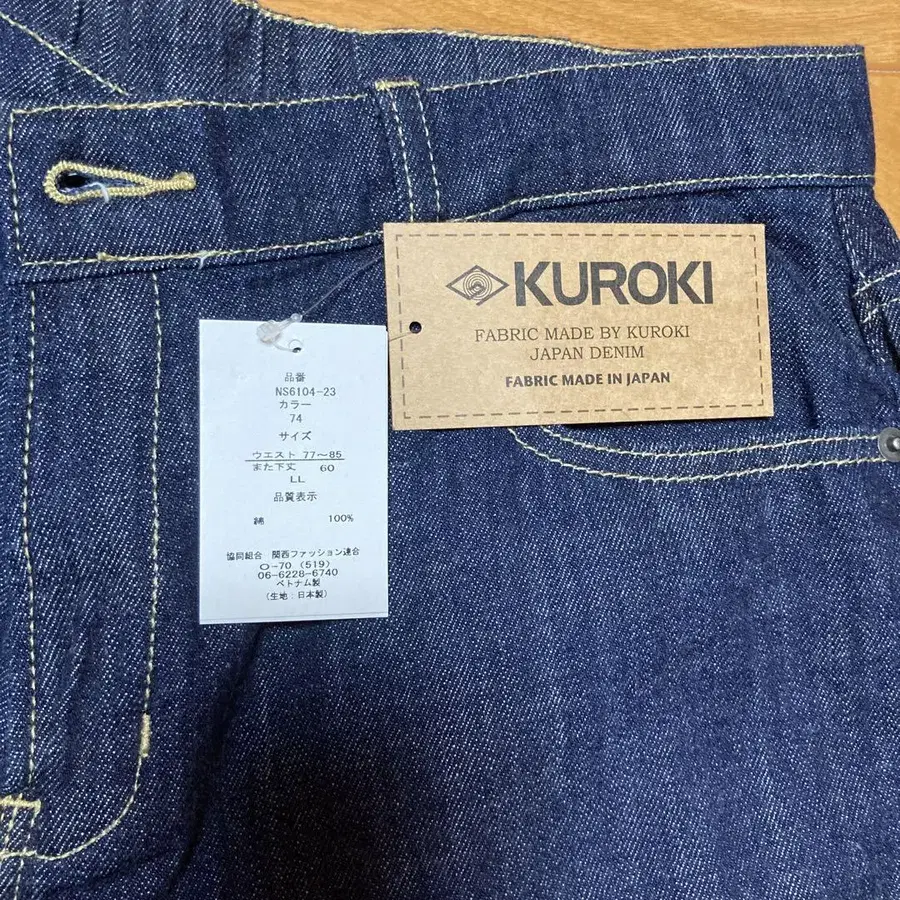 KUROKI
FABRIC MADE BY KUROKI
JAPAN DENIM
FABRIC MADE IN JAPAN
品番
NS6104-23
カラー
74
サイズ
ウエスト 77～85
また下丈 60
LL
品質表示
綿 100%
協同組合 関西ファッション連合
O-70 (519)
06-6228-6740
ベトナム製
(生地:日本製)